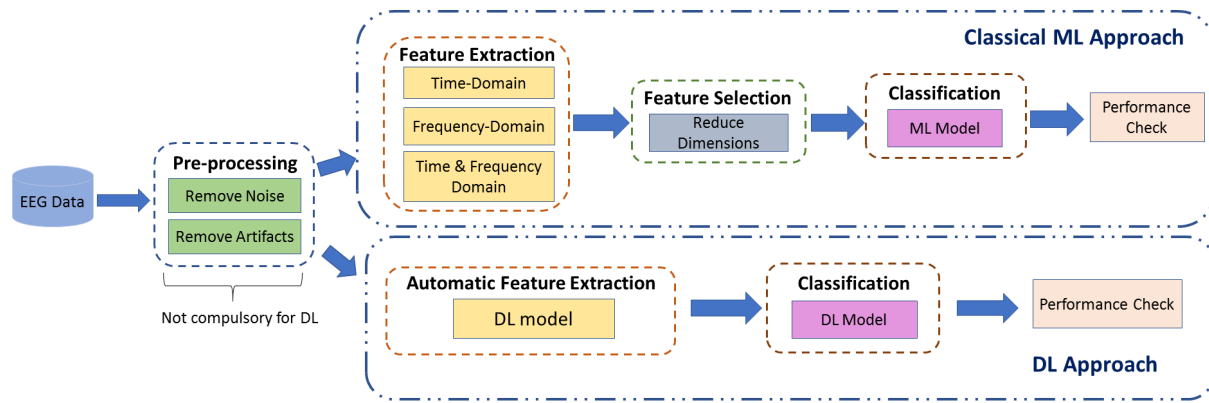 EEG Data
Pre-processing
Remove Noise
Remove Artifacts
Not compulsory for DL
Classical ML Approach
Feature Extraction
Time-Domain
Frequency-Domain
Time & Frequency
Domain
Feature Selection
Reduce
Dimensions
Classification
ML Model
Performance
Check
Automatic Feature Extraction
DL model
Classification
DL Model
Performance Check
DL Approach